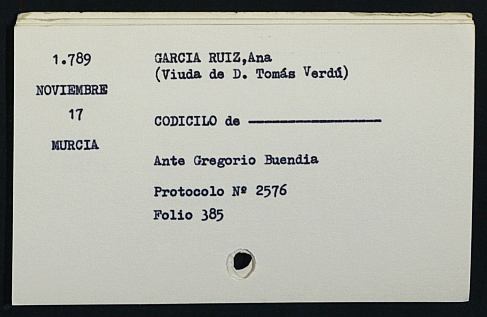 1.789
NOVIEMBRE
17
MURCIA
GARCIA RUIZ,Ana
(Viuda de D. Tomás Verdú)
CODICILO de ─────────
Ante Gregorio Buendia
Protocolo Nº 2576
Folio 385